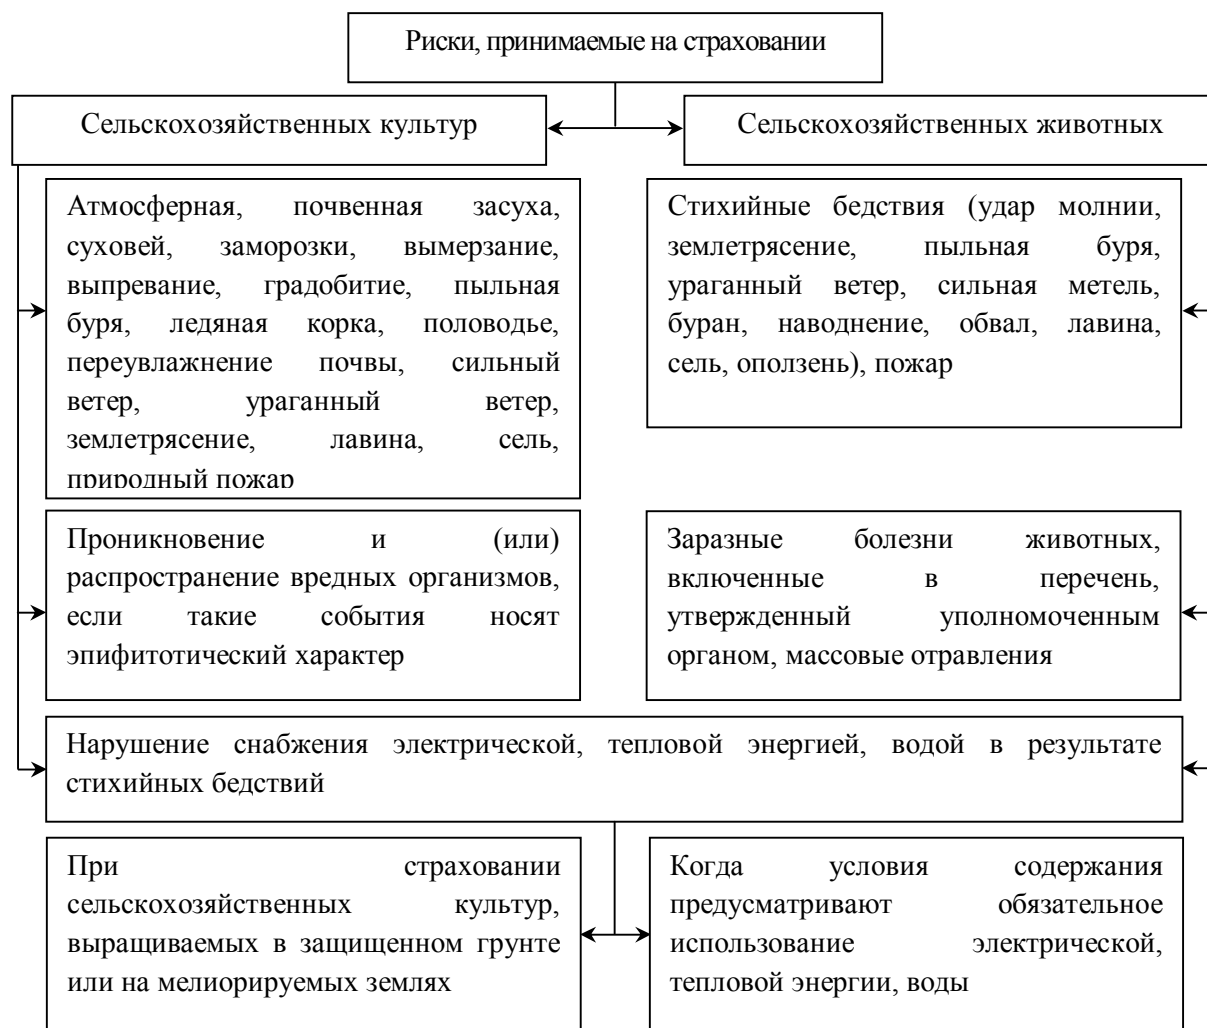 Риски, принимаемые на страховании
Сельскохозяйственных культур
Сельскохозяйственных животных
Атмосферная, почвенная засуха,
суховей, заморозки, вымерзание,
выпревание, градобитие, пыльная
буря, ледяная корка, половодье,
переувлажнение почвы, сильный
ветер, ураганный ветер,
землетрясение, лавина, сель,
природный пожар
Стихийные бедствия (удар молнии,
землетрясение, пыльная буря,
ураганный ветер, сильная метель,
буран, наводнение, обвал, лавина,
сель, оползень), пожар
Проникновение и (или)
распространение вредных организмов,
если такие события носят
эпифитотический характер
Заразные болезни животных,
включенные в перечень,
утвержденный уполномоченным
органом, массовые отравления
Нарушение снабжения электрической, тепловой энергией, водой в результате
стихийных бедствий
При страховании
сельскохозяйственных культур,
выращиваемых в защищенном грунте
или на мелиорируемых землях
Когда условия содержания
предусматривают обязательное
использование электрической,
тепловой энергии, воды